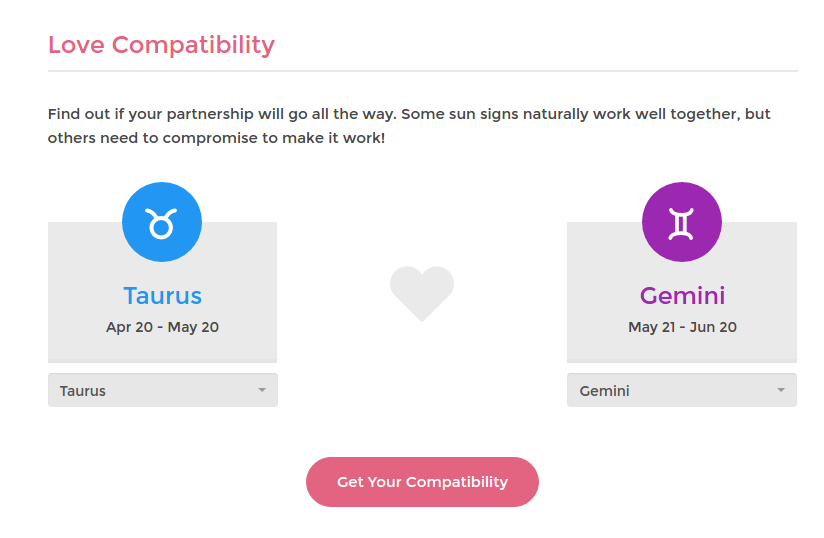 Love Compatibility
Find out if your partnership will go all the way. Some sun signs naturally work well together, but
others need to compromise to make it work!
Taurus
Apr 20 - May 20
Taurus
Gemini
May 21 - Jun 20
Gemini
Get Your Compatibility